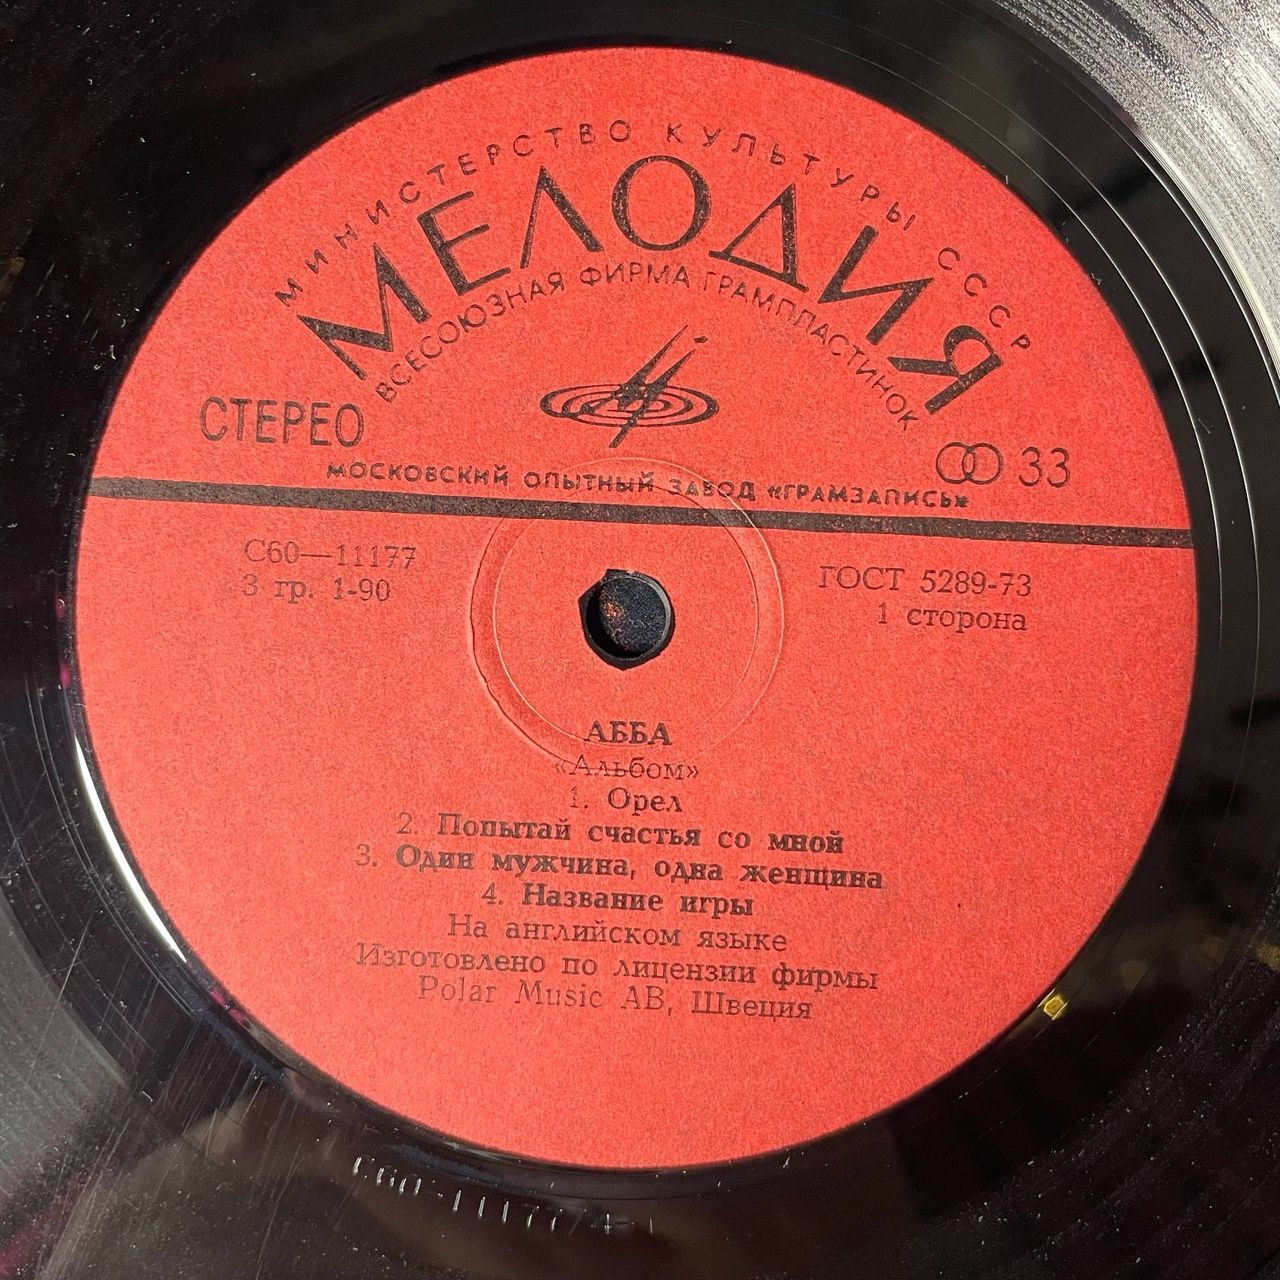 МИНИСТЕРСТВО КУЛЬТУРЫ СССР
МЕЛОДИЯ
ВСЕСОЮЗНАЯ ФИРМА ГРАМПЛАСТИНОК
СТЕРЕО
33
МОСКОВСКИЙ ОПЫТНЫЙ ЗАВОД «ГРАМЗАПИСЬ»
С60—11177
3 гр. 1-90
ГОСТ 5289-73
1 сторона
АББА
«Альбом»
1. Орел
2. Попытай счастья со мной
3. Один мужчина, одна женщина
4. Название игры
На английском языке
Изготовлено по лицензии фирмы
Polar Music AB, Швеция